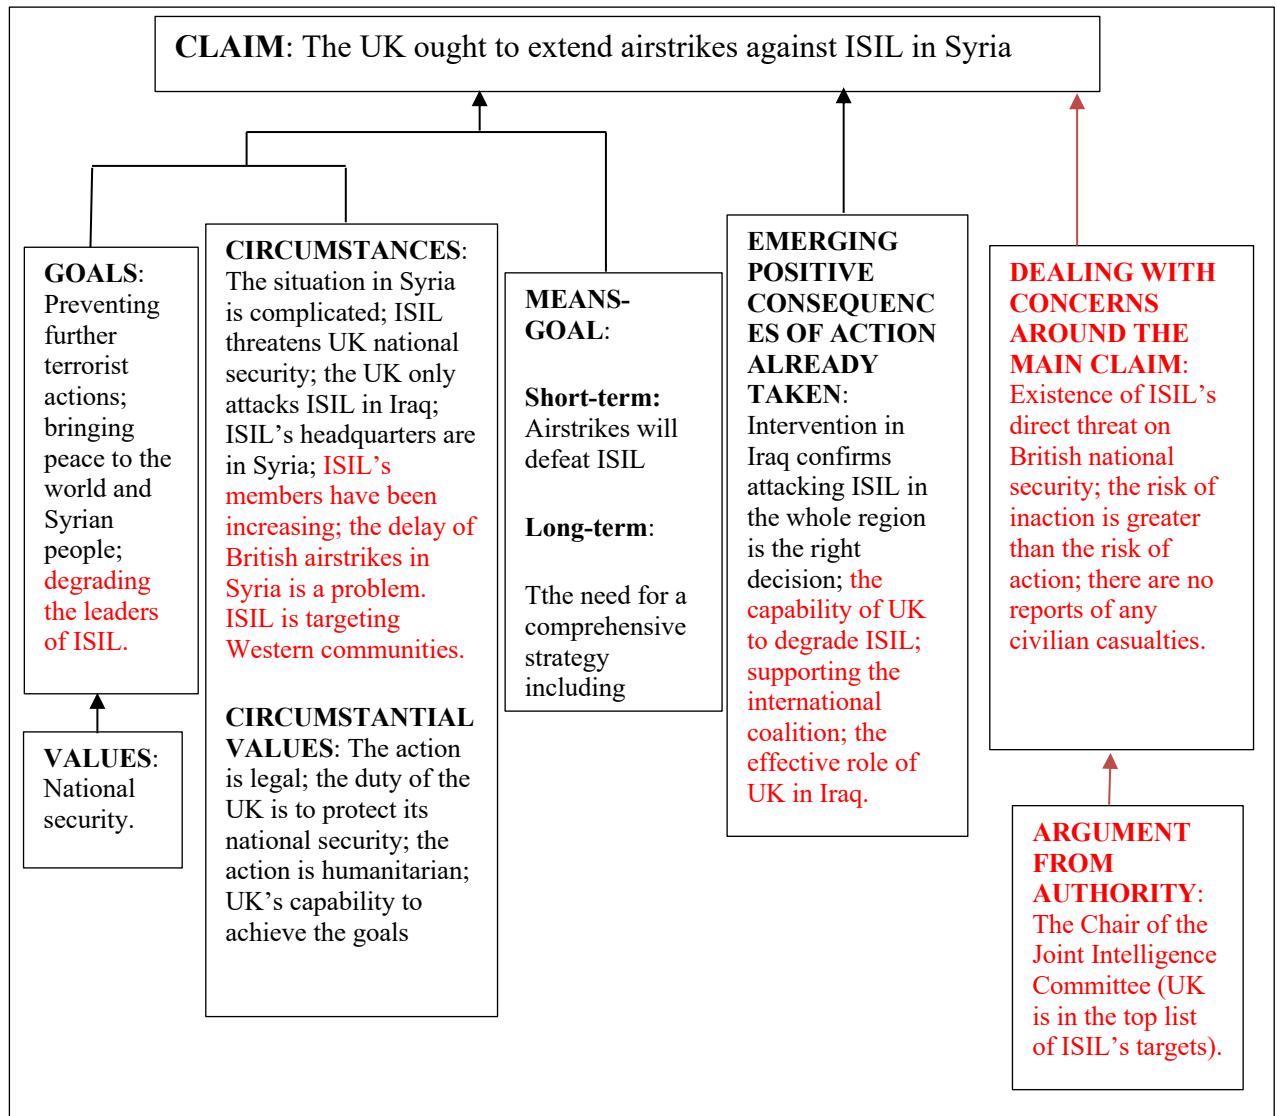 CLAIM: The UK ought to extend airstrikes against ISIL in Syria
GOALS:
Preventing
further
terrorist
actions;
bringing
peace to the
world and
Syrian
people;
degrading
the leaders
of ISIL.
VALUES:
National
security.
CIRCUMSTANCES:
The situation in Syria
is complicated; ISIL
threatens UK national
security; the UK only
attacks ISIL in Iraq;
ISIL’s headquarters are
in Syria; ISIL’s
members have been
increasing; the delay of
British airstrikes in
Syria is a problem.
ISIL is targeting
Western communities.
CIRCUMSTANTIAL
VALUES: The action
is legal; the duty of the
UK is to protect its
national security; the
action is humanitarian;
UK’s capability to
achieve the goals
MEANS-
GOAL:
Short-term:
Airstrikes will
defeat ISIL
Long-term:
Tthe need for a
comprehensive
strategy
including
EMERGING
POSITIVE
CONSEQUENC
ES OF ACTION
ALREADY
TAKEN:
Intervention in
Iraq confirms
attacking ISIL in
the whole region
is the right
decision; the
capability of UK
to degrade ISIL;
supporting the
international
coalition; the
effective role of
UK in Iraq.
DEALING WITH
CONCERNS
AROUND THE
MAIN CLAIM:
Existence of ISIL’s
direct threat on
British national
security; the risk of
inaction is greater
than the risk of
action; there are no
reports of any
civilian casualties.
ARGUMENT
FROM
AUTHORITY:
The Chair of the
Joint Intelligence
Committee (UK
is in the top list
of ISIL’s targets).